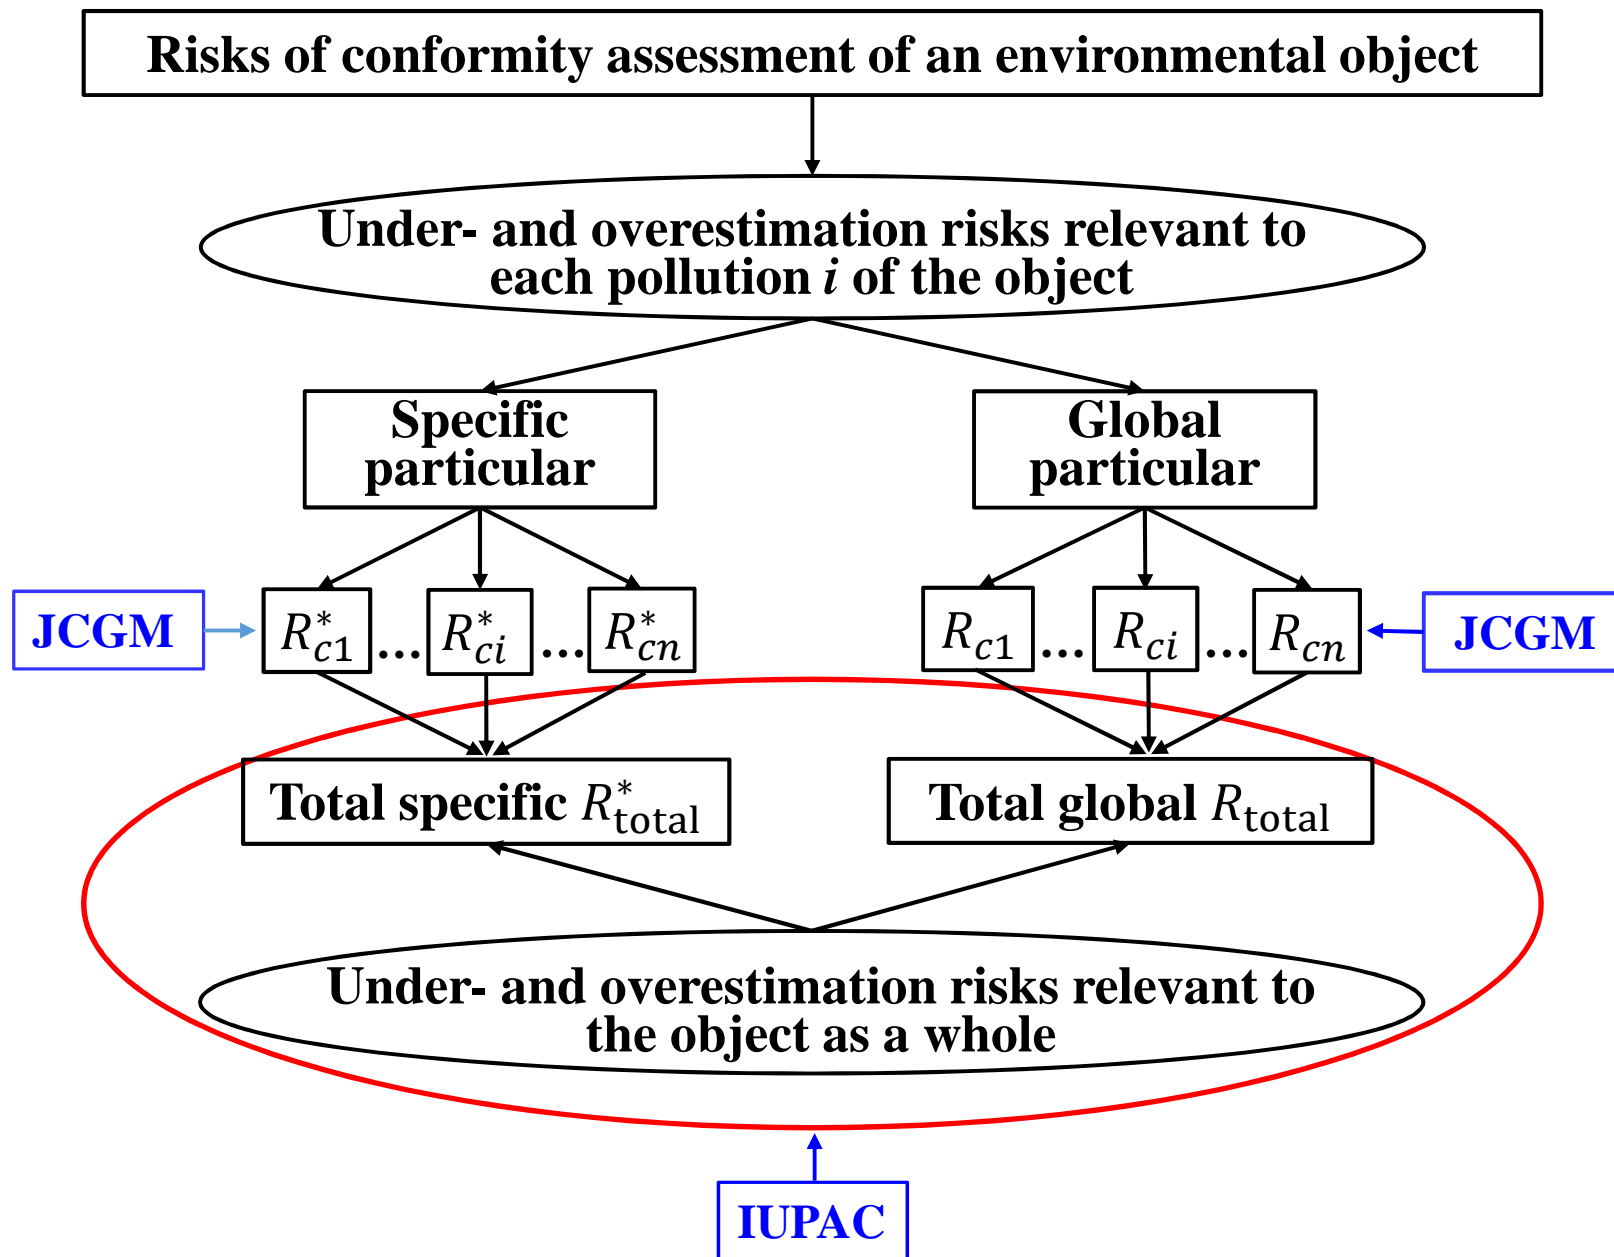 Risks of conformity assessment of an environmental object
Under- and overestimation risks relevant to
each pollution i of the object
Specific
particular
Global
particular
JCGM
R*c1 ... R*ci ... R*cn
Rc1 ... Rci ... Rcn
JCGM
Total specific R*total
Total global Rtotal
Under- and overestimation risks relevant to
the object as a whole
IUPAC